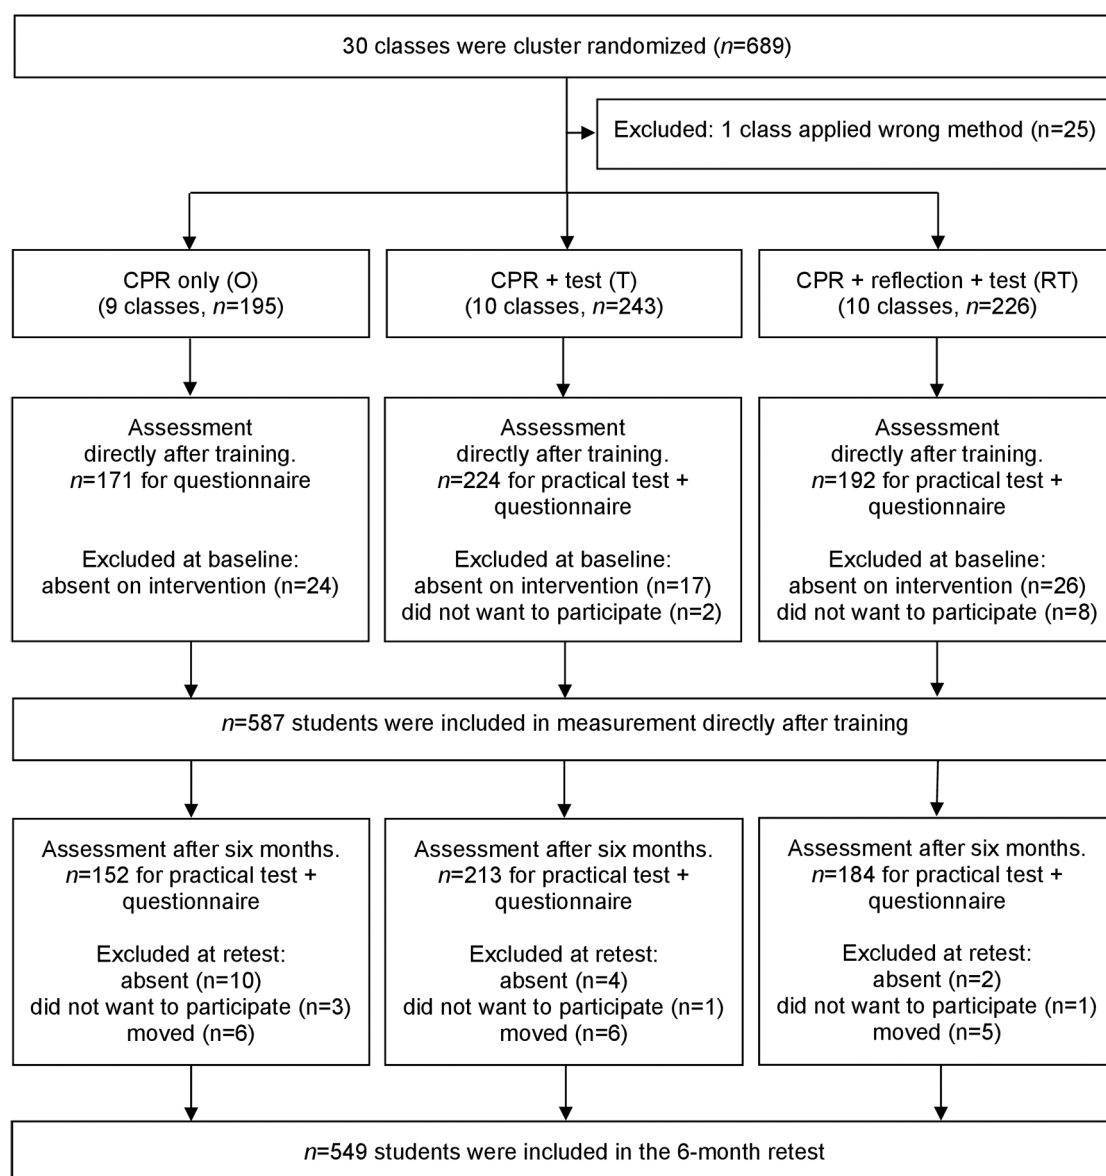 30 classes were cluster randomized (n=689)
Excluded: 1 class applied wrong method (n=25)
CPR only (O)
(9 classes, n=195)
CPR + test (T)
(10 classes, n=243)
CPR + reflection + test (RT)
(10 classes, n=226)
Assessment
directly after training.
n=171 for questionnaire
Excluded at baseline:
absent on intervention (n=24)
Assessment
directly after training.
n=224 for practical test +
questionnaire
Excluded at baseline:
absent on intervention (n=17)
did not want to participate (n=2)
Assessment
directly after training.
n=192 for practical test +
questionnaire
Excluded at baseline:
absent on intervention (n=26)
did not want to participate (n=8)
n=587 students were included in measurement directly after training
Assessment after six months.
n=152 for practical test +
questionnaire
Excluded at retest:
absent (n=10)
did not want to participate (n=3)
moved (n=6)
Assessment after six months.
n=213 for practical test +
questionnaire
Excluded at retest:
absent (n=4)
did not want to participate (n=1)
moved (n=6)
Assessment after six months.
n=184 for practical test +
questionnaire
Excluded at retest:
absent (n=2)
did not want to participate (n=1)
moved (n=5)
n=549 students were included in the 6-month retest